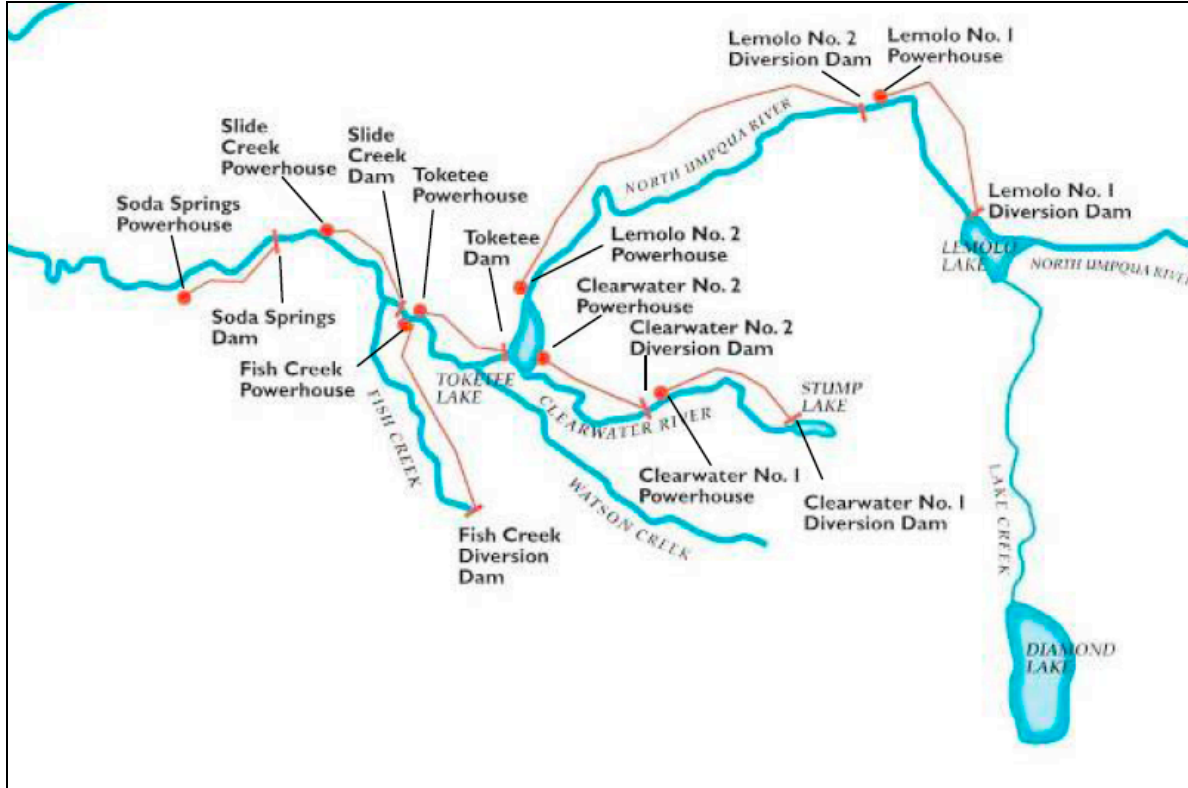 Lemolo No. 2
Diversion Dam
Lemolo No. 1
Powerhouse
Slide
Creek
Powerhouse
Slide
Creek
Dam
Toketee
Powerhouse
NORTH UMPQUA RIVER
Soda Springs
Powerhouse
Toketee
Dam
Lemolo No. 2
Powerhouse
Lemolo No. 1
Diversion Dam
LEMOLO
LAKE
NORTH UMPQUA RIVER
Clearwater No. 2
Powerhouse
Soda Springs
Dam
Clearwater No. 2
Diversion Dam
Fish Creek
Powerhouse
TOKETEE
LAKE
STUMP
LAKE
FISH CREEK
CLEARWATER RIVER
WATSON CREEK
Clearwater No. 1
Powerhouse
Clearwater No. 1
Diversion Dam
LAKE CREEK
Fish Creek
Diversion
Dam
DIAMOND
LAKE